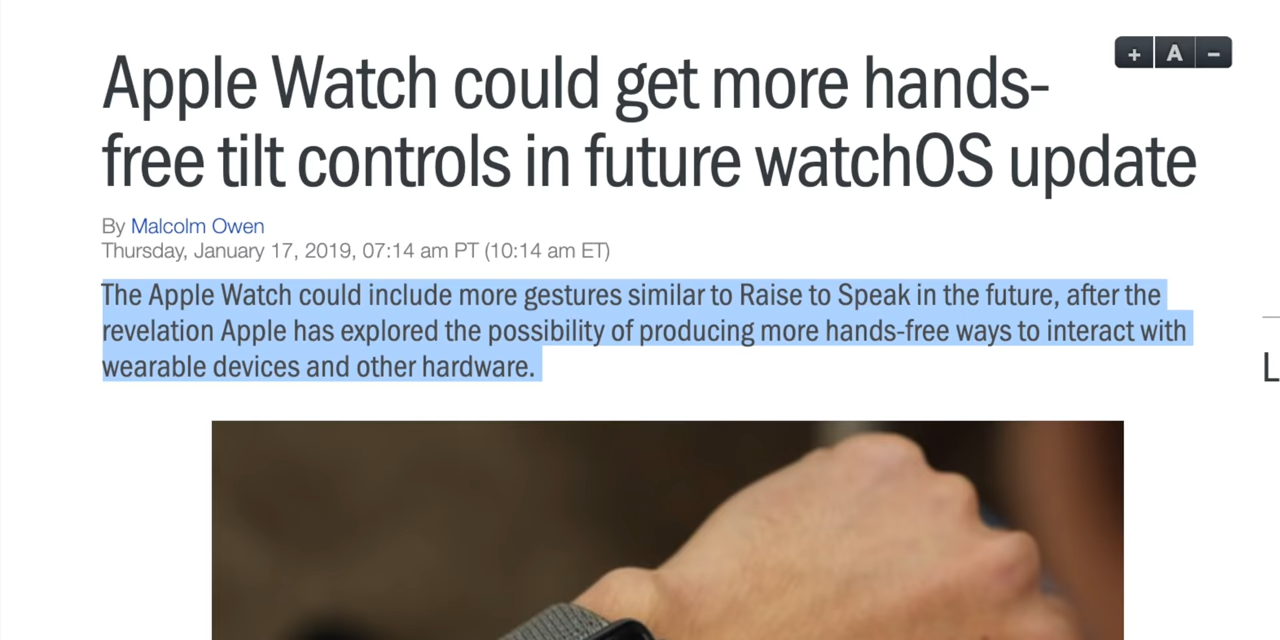 + A −
Apple Watch could get more hands-
free tilt controls in future watchOS update
By Malcolm Owen
Thursday, January 17, 2019, 07:14 am PT (10:14 am ET)
The Apple Watch could include more gestures similar to Raise to Speak in the future, after the
revelation Apple has explored the possibility of producing more hands-free ways to interact with
wearable devices and other hardware.
L